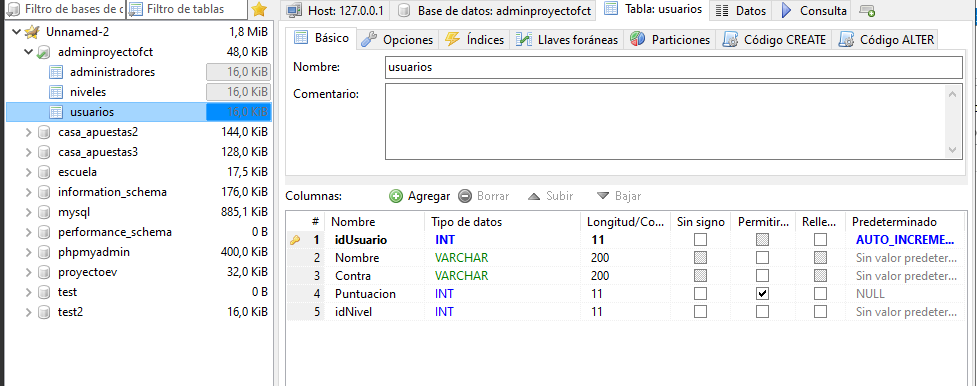 Filtro de bases de c
Filtro de tablas
Unnamed-2 1,8 MiB
adminproyectofct 48,0 KiB
administradores 16,0 KiB
niveles 16,0 KiB
usuarios 16,0 KiB
casa_apuestas2 144,0 KiB
casa_apuestas3 128,0 KiB
escuela 17,5 KiB
information_schema 176,0 KiB
mysql 885,1 KiB
performance_schema 0 B
phpmyadmin 400,0 KiB
proyectoev 32,0 KiB
test 0 B
test2 16,0 KiB
Host: 127.0.0.1 Base de datos: adminproyectofct Tabla: usuarios Datos Consulta
Básico Opciones Índices Llaves foráneas Particiones Código CREATE Código ALTER
Nombre: usuarios
Comentario:
Columnas: Agregar Borrar Subir Bajar
# Nombre Tipo de datos Longitud/Co... Sin signo Permitir... Relle... Predeterminado
1 idUsuario INT 11 AUTO_INCREME...
2 Nombre VARCHAR 200 Sin valor predeter...
3 Contra VARCHAR 200 Sin valor predeter...
4 Puntuacion INT 11 NULL
5 idNivel INT 11 Sin valor predeter...